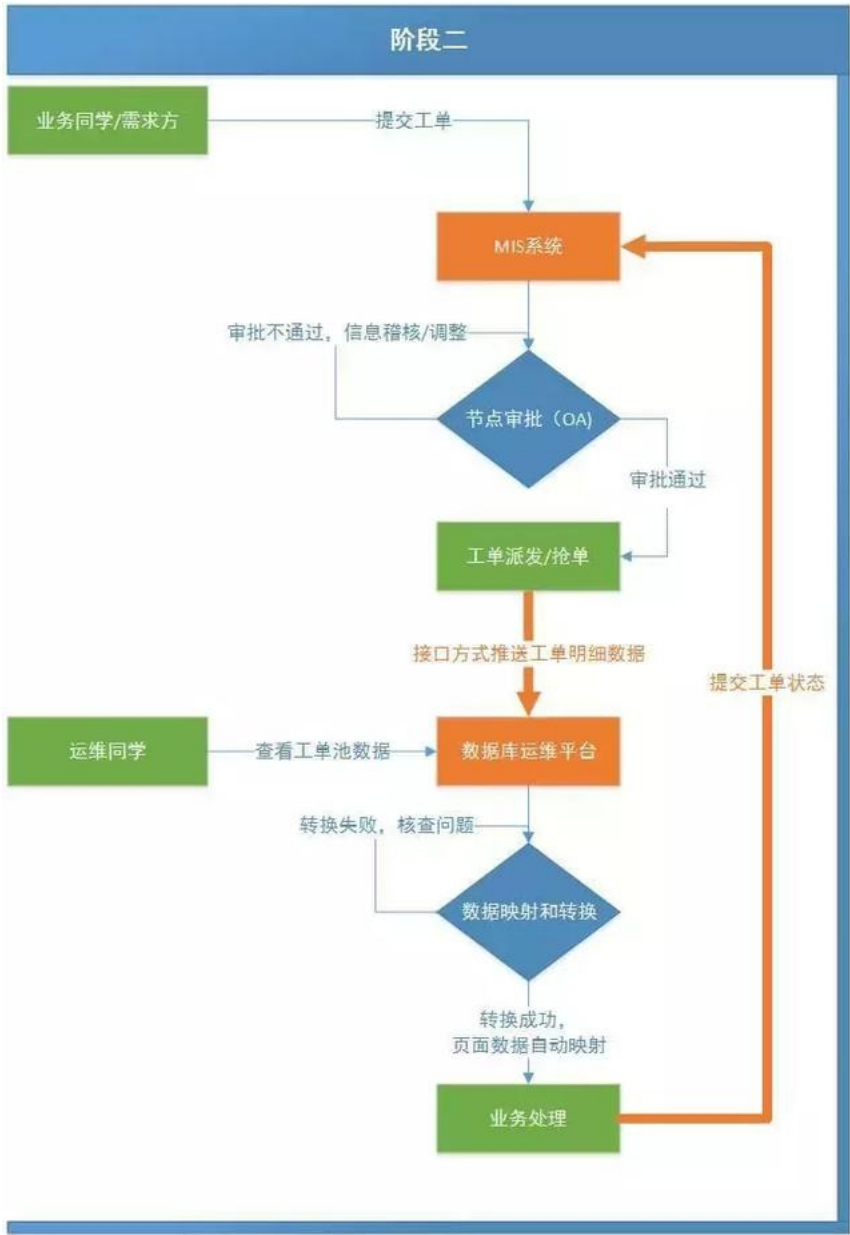 阶段二
业务同学/需求方
提交工单
MIS系统
审批不通过，信息稽核/调整
节点审批（OA)
审批通过
工单派发/抢单
接口方式推送工单明细数据
提交工单状态
运维同学
查看工单池数据
数据库运维平台
转换失败，核查问题
数据映射和转换
转换成功，
页面数据自动映射
业务处理